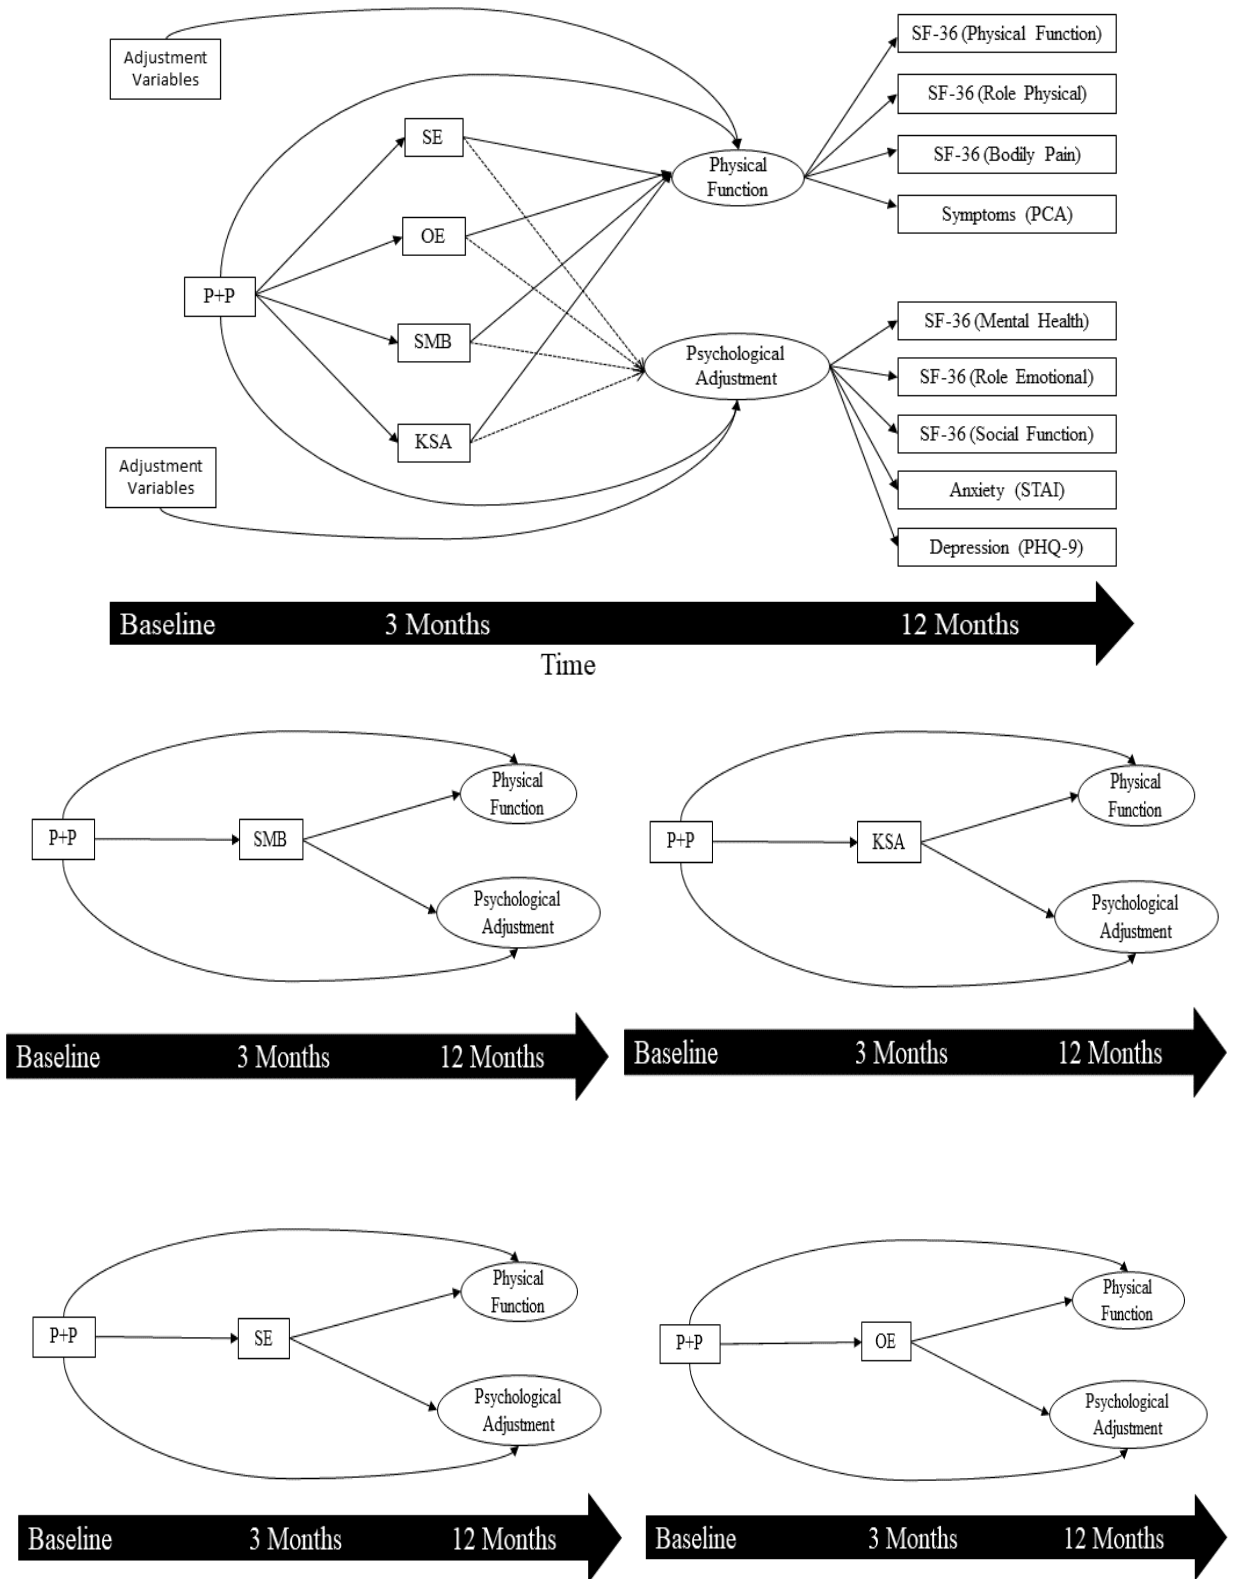 Adjustment
Variables
SE
OE
P+P
SMB
KSA
Adjustment
Variables
Physical
Function
Psychological
Adjustment
SF-36 (Physical Function)
SF-36 (Role Physical)
SF-36 (Bodily Pain)
Symptoms (PCA)
SF-36 (Mental Health)
SF-36 (Role Emotional)
SF-36 (Social Function)
Anxiety (STAI)
Depression (PHQ-9)
Baseline 3 Months 12 Months
Time
P+P
SMB
Physical
Function
Psychological
Adjustment
Baseline 3 Months 12 Months
P+P
KSA
Physical
Function
Psychological
Adjustment
Baseline 3 Months 12 Months
P+P
SE
Physical
Function
Psychological
Adjustment
Baseline 3 Months 12 Months
P+P
OE
Physical
Function
Psychological
Adjustment
Baseline 3 Months 12 Months